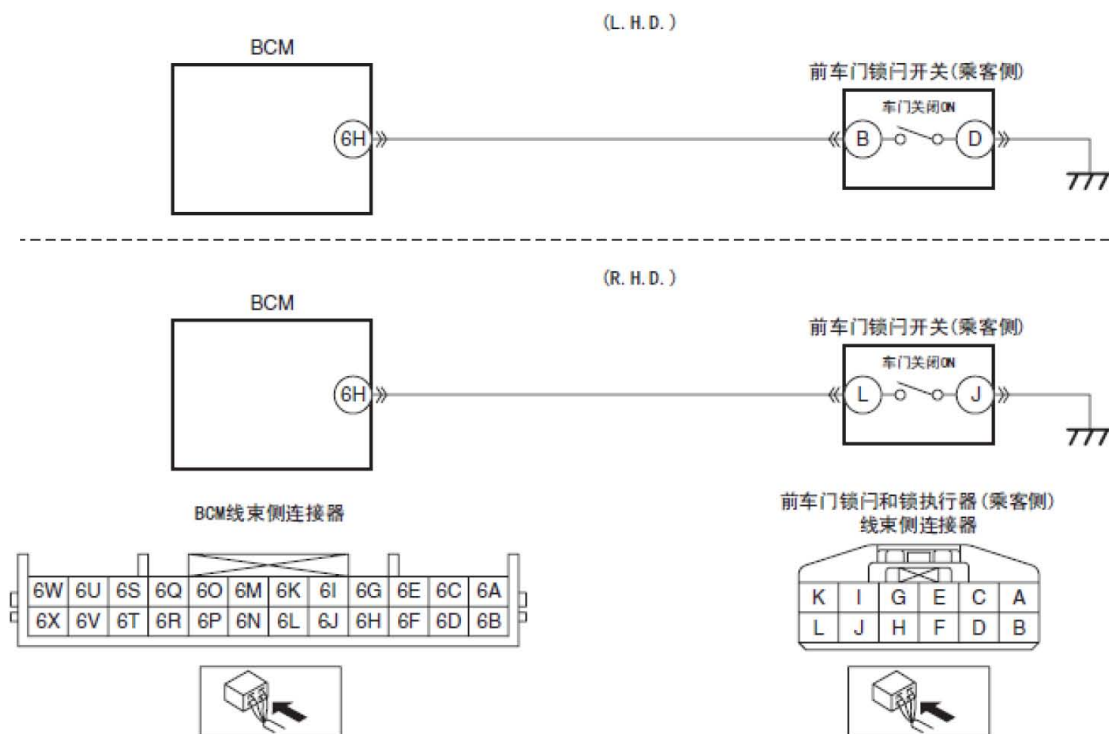 (L.H.D.)
BCM
前车门锁闩开关(乘客侧)
车门关闭ON
6H
B
D
(R.H.D.)
BCM
前车门锁闩开关(乘客侧)
车门关闭ON
6H
L
J
BCM线束侧连接器
6W 6U 6S 6Q 6O 6M 6K 6I 6G 6E 6C 6A
6X 6V 6T 6R 6P 6N 6L 6J 6H 6F 6D 6B
前车门锁闩和锁执行器(乘客侧)
线束侧连接器
K I G E C A
L J H F D B